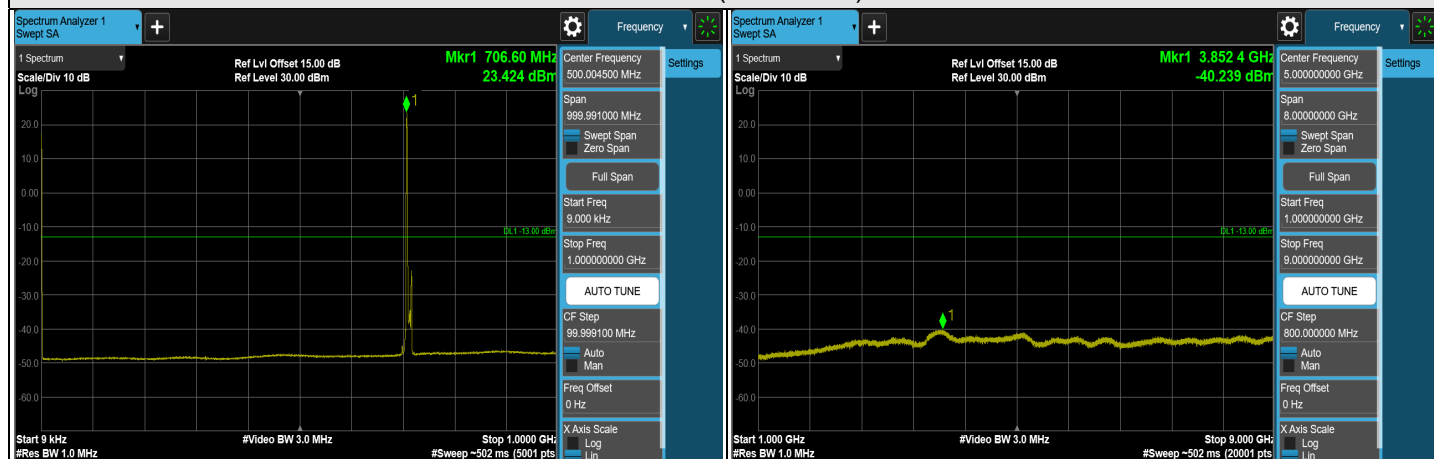 Spectrum Analyzer 1
Swept SA
+
Frequency
1 Spectrum
Scale/Div 10 dB
Ref Lvl Offset 15.00 dB
Ref Level 30.00 dBm
Mkr1 706.60 MHz
23.424 dBm
Log
1
20.0
10.0
0.00
-10.0
-20.0
-30.0
-40.0
-50.0
-60.0
DL1 -13.00 dBm
Start 9 kHz
#Res BW 1.0 MHz
#Video BW 3.0 MHz
Stop 1.0000 GHz
#Sweep ~502 ms (5001 pts)
Settings
Center Frequency
500.004500 MHz
Span
999.991000 MHz
Swept Span
Zero Span
Full Span
Start Freq
9.000 kHz
Stop Freq
1.000000000 GHz
AUTO TUNE
CF Step
99.999100 MHz
Auto
Man
Freq Offset
0 Hz
X Axis Scale
Log
Lin
Spectrum Analyzer 1
Swept SA
+
Frequency
1 Spectrum
Scale/Div 10 dB
Ref Lvl Offset 15.00 dB
Ref Level 30.00 dBm
Mkr1 3.852 4 GHz
-40.239 dBm
Log
1
20.0
10.0
0.00
-10.0
-20.0
-30.0
-40.0
-50.0
-60.0
DL1 -13.00 dBm
Start 1.000 GHz
#Res BW 1.0 MHz
#Video BW 3.0 MHz
Stop 9.000 GHz
#Sweep ~502 ms (20001 pts)
Settings
Center Frequency
5.000000000 GHz
Span
8.00000000 GHz
Swept Span
Zero Span
Full Span
Start Freq
1.000000000 GHz
Stop Freq
9.000000000 GHz
AUTO TUNE
CF Step
800.000000 MHz
Auto
Man
Freq Offset
0 Hz
X Axis Scale
Log
Lin